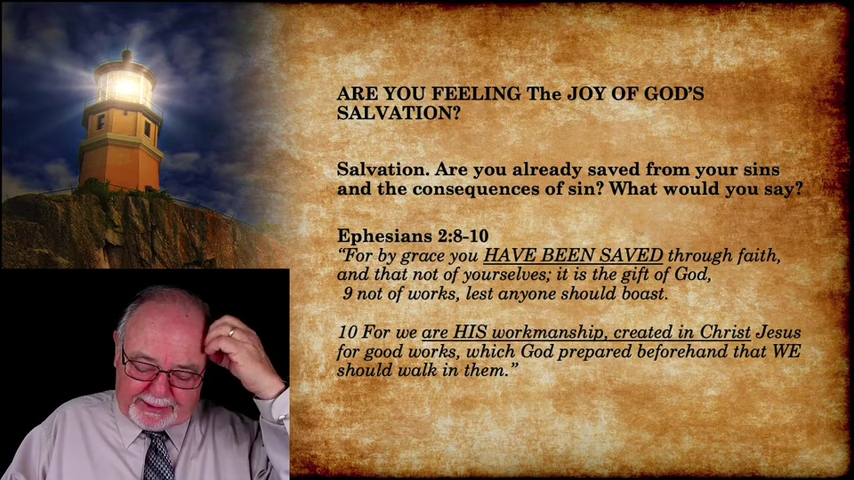 ARE YOU FEELING The JOY OF GOD'S
SALVATION?
Salvation. Are you already saved from your sins
and the consequences of sin? What would you say?
Ephesians 2:8-10
“For by grace you HAVE BEEN SAVED through faith,
and that not of yourselves; it is the gift of God,
9 not of works, lest anyone should boast.
10 For we are HIS workmanship, created in Christ Jesus
for good works, which God prepared beforehand that WE
should walk in them.”